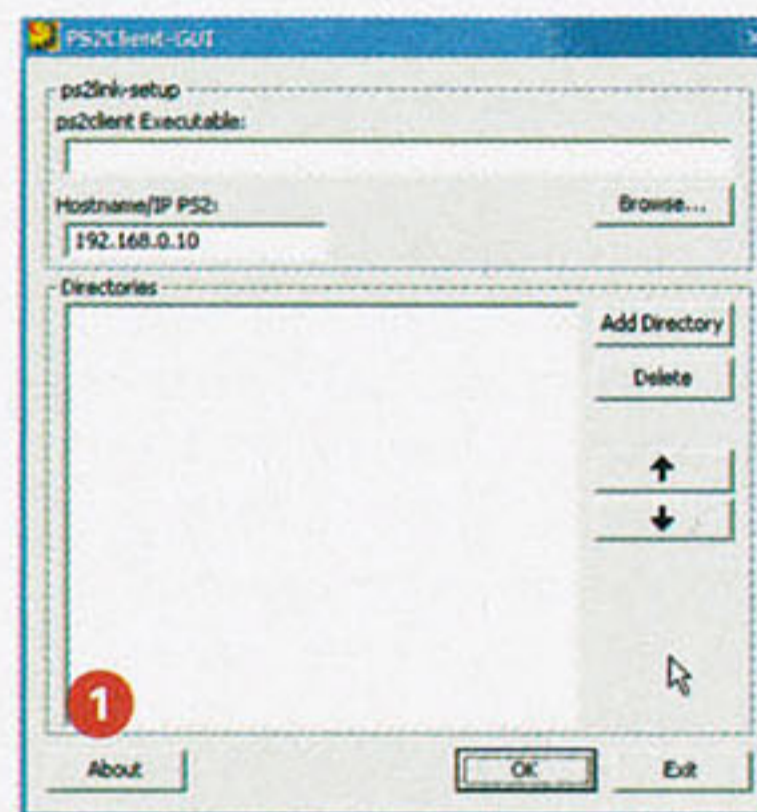 PS2Client-GUI
ps2link-setup
ps2client Executable:
Hostname/IP PS2:
Browse...
192.168.0.10
Directories
Add Directory
Delete
1
About
OK
Exit